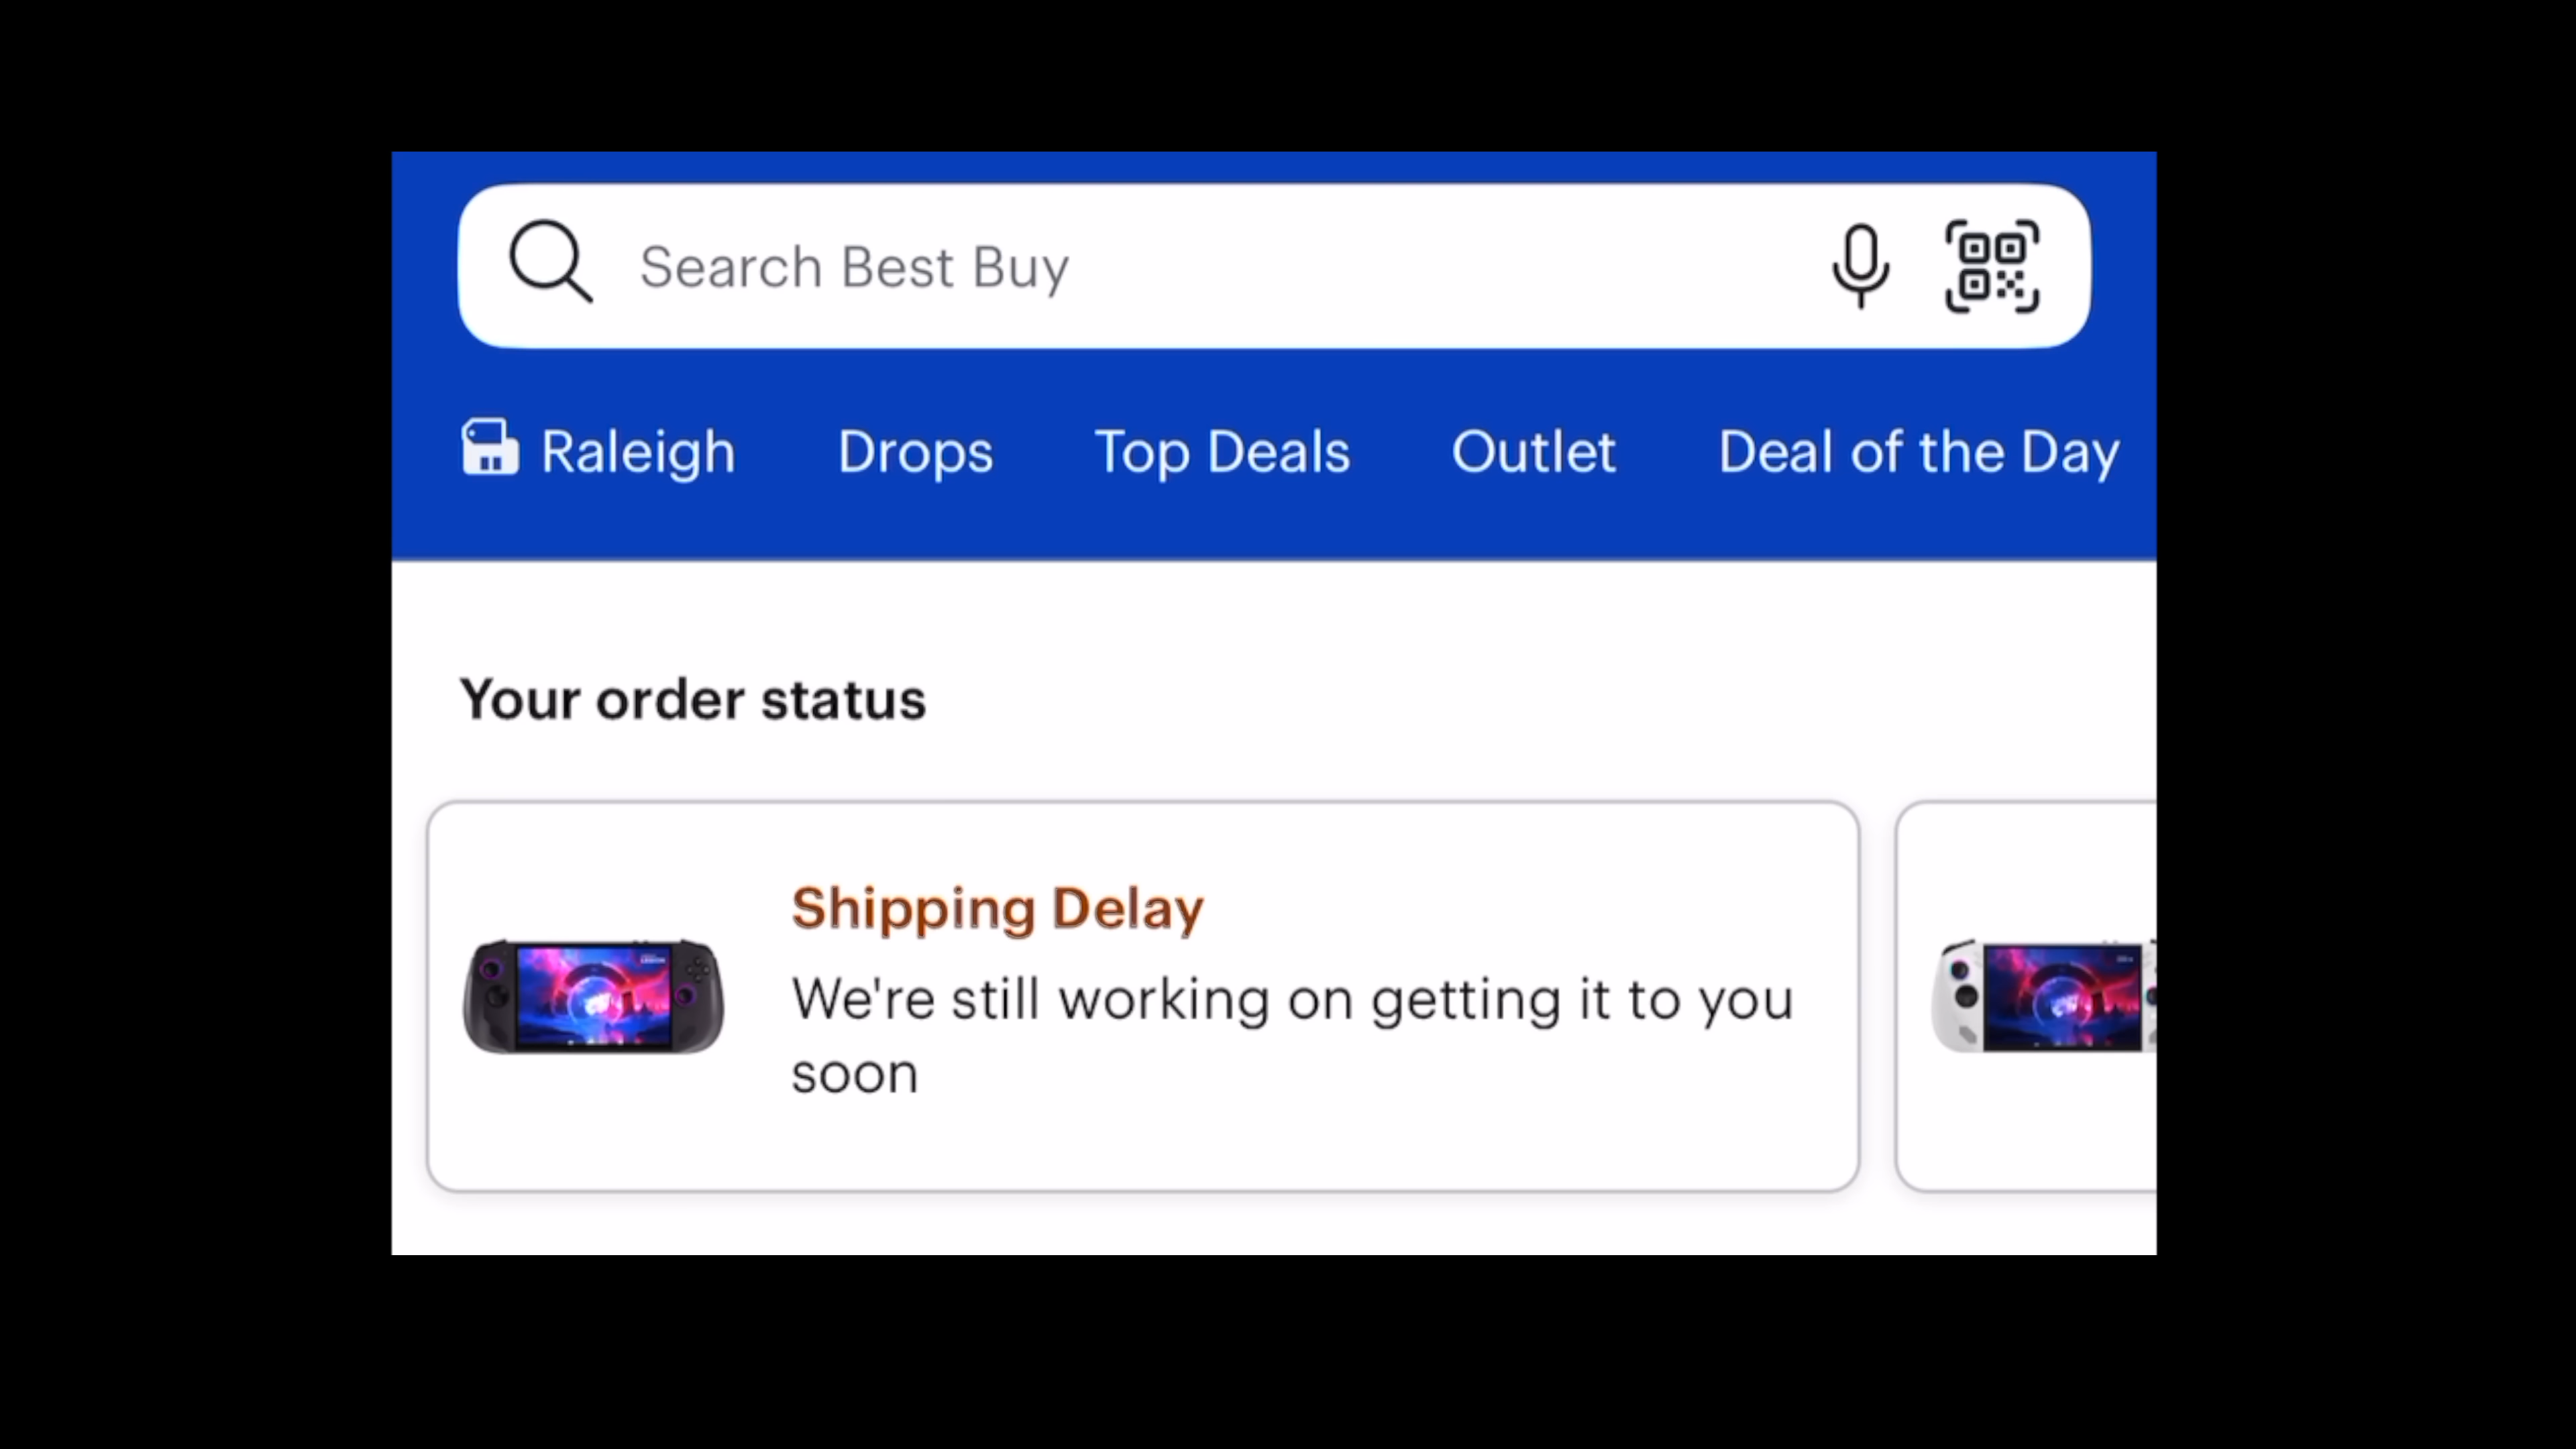 Search Best Buy
Raleigh Drops Top Deals Outlet Deal of the Day
Your order status
Shipping Delay
We're still working on getting it to you
soon